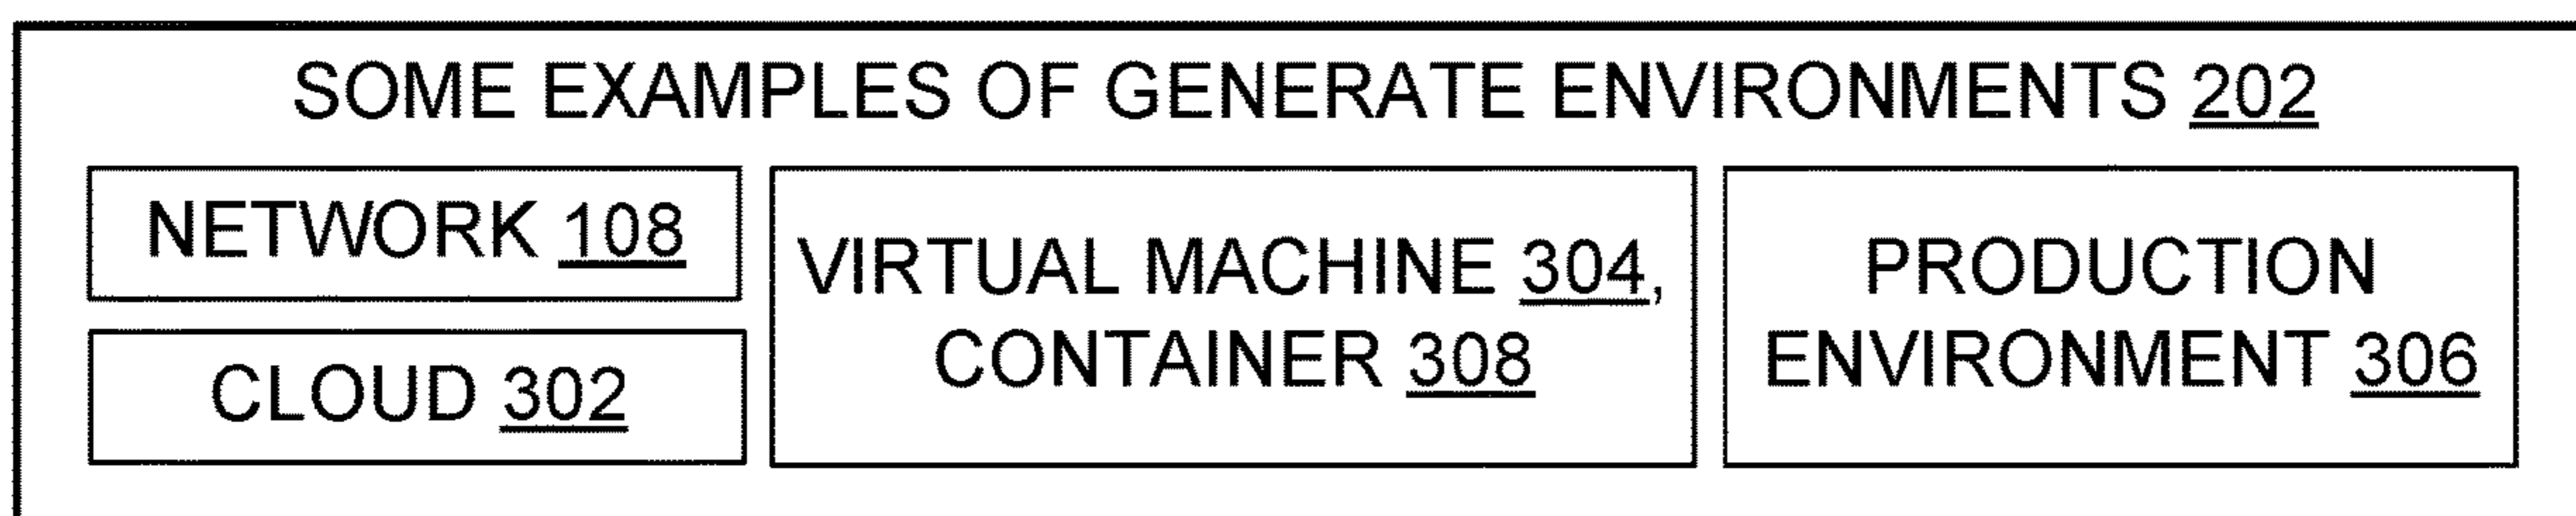 SOME EXAMPLES OF GENERATE ENVIRONMENTS 202
NETWORK 108
CLOUD 302
VIRTUAL MACHINE 304,
CONTAINER 308
PRODUCTION
ENVIRONMENT 306